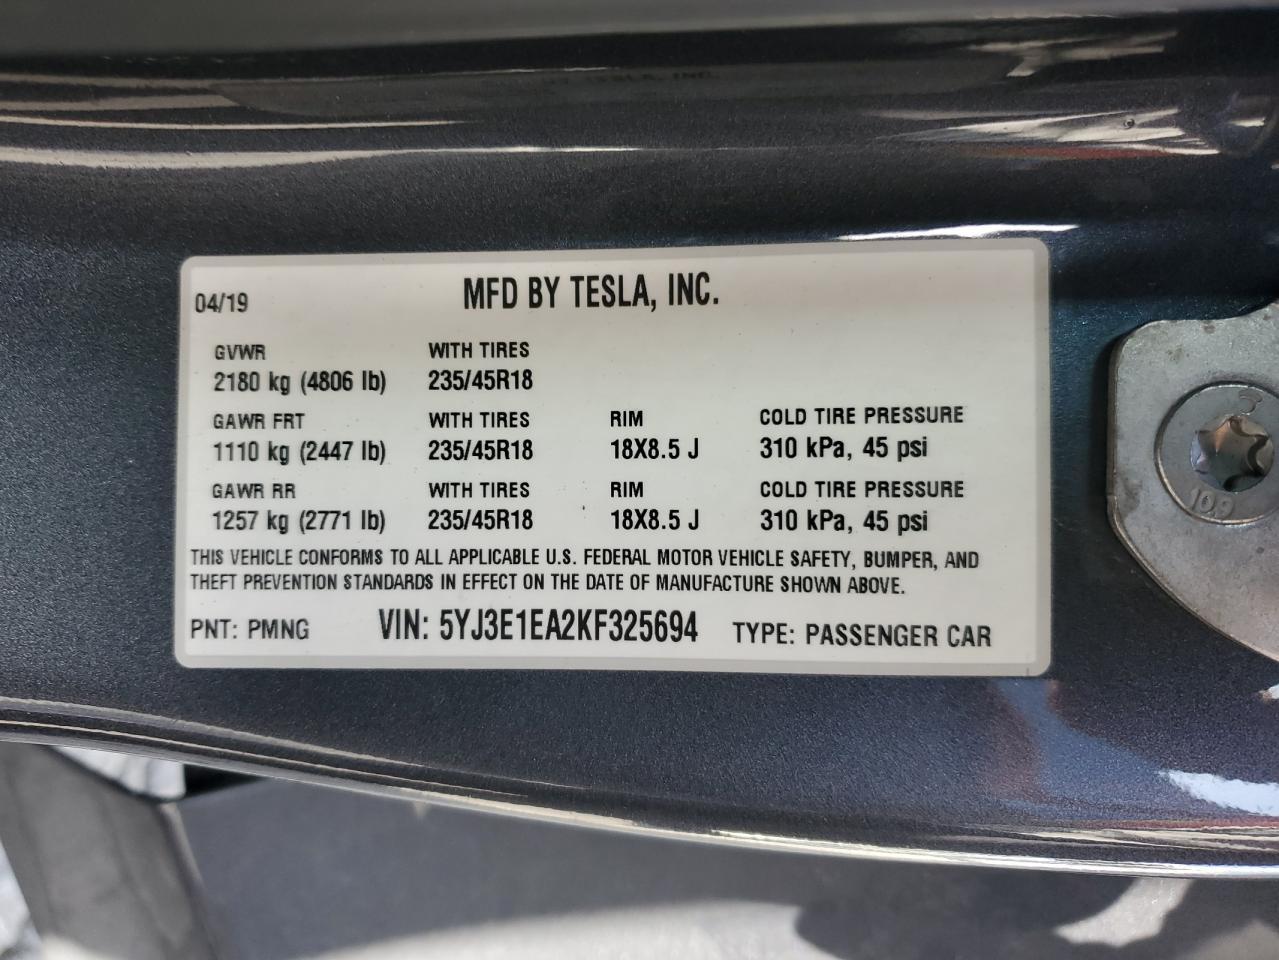 04/19 MFD BY TESLA, INC.
GVWR WITH TIRES
2180 kg (4806 lb) 235/45R18
GAWR FRT WITH TIRES RIM COLD TIRE PRESSURE
1110 kg (2447 lb) 235/45R18 18X8.5 J 310 kPa, 45 psi
GAWR RR WITH TIRES RIM COLD TIRE PRESSURE
1257 kg (2771 lb) 235/45R18 18X8.5 J 310 kPa, 45 psi
THIS VEHICLE CONFORMS TO ALL APPLICABLE U.S. FEDERAL MOTOR VEHICLE SAFETY, BUMPER, AND
THEFT PREVENTION STANDARDS IN EFFECT ON THE DATE OF MANUFACTURE SHOWN ABOVE.
PNT: PMNG VIN: 5YJ3E1EA2KF325694 TYPE: PASSENGER CAR
10.9